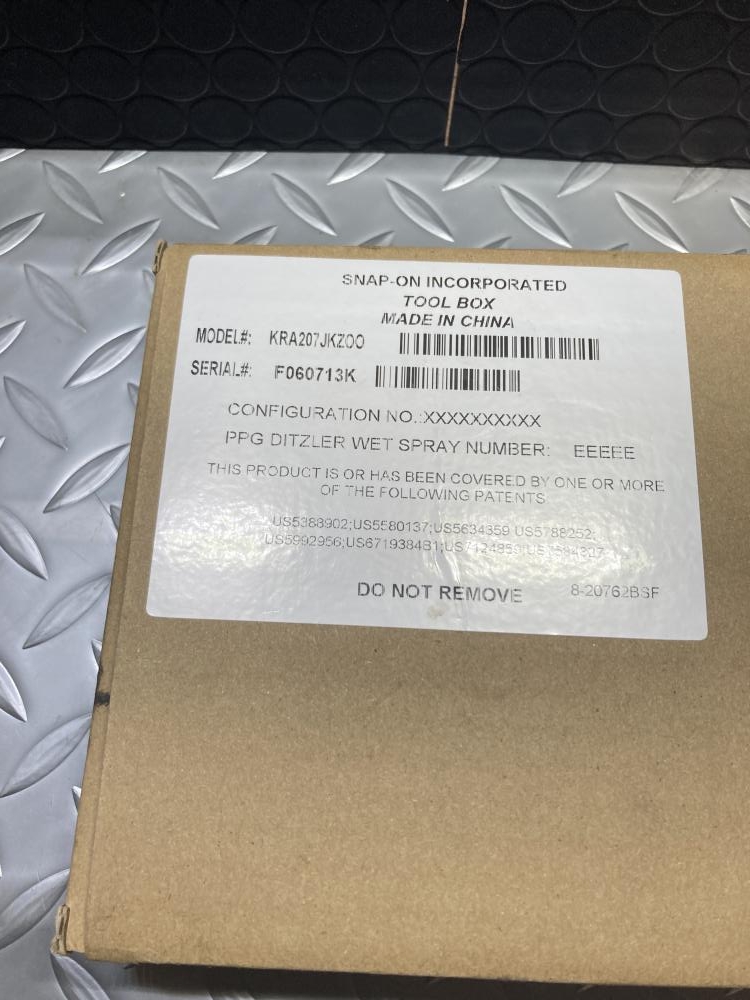 SNAP-ON INCORPORATED
TOOL BOX
MADE IN CHINA
MODEL#: KRA207JKZOO
SERIAL#: F060713K
CONFIGURATION NO.:XXXXXXXXXX
PPG DITZLER WET SPRAY NUMBER: EEEEE
THIS PRODUCT IS OR HAS BEEN COVERED BY ONE OR MORE
OF THE FOLLOWING PATENTS
US5388902;US5580137;US5634359 US5788252;
US5992956;US6719384B1;
DO NOT REMOVE 8-20762BSF